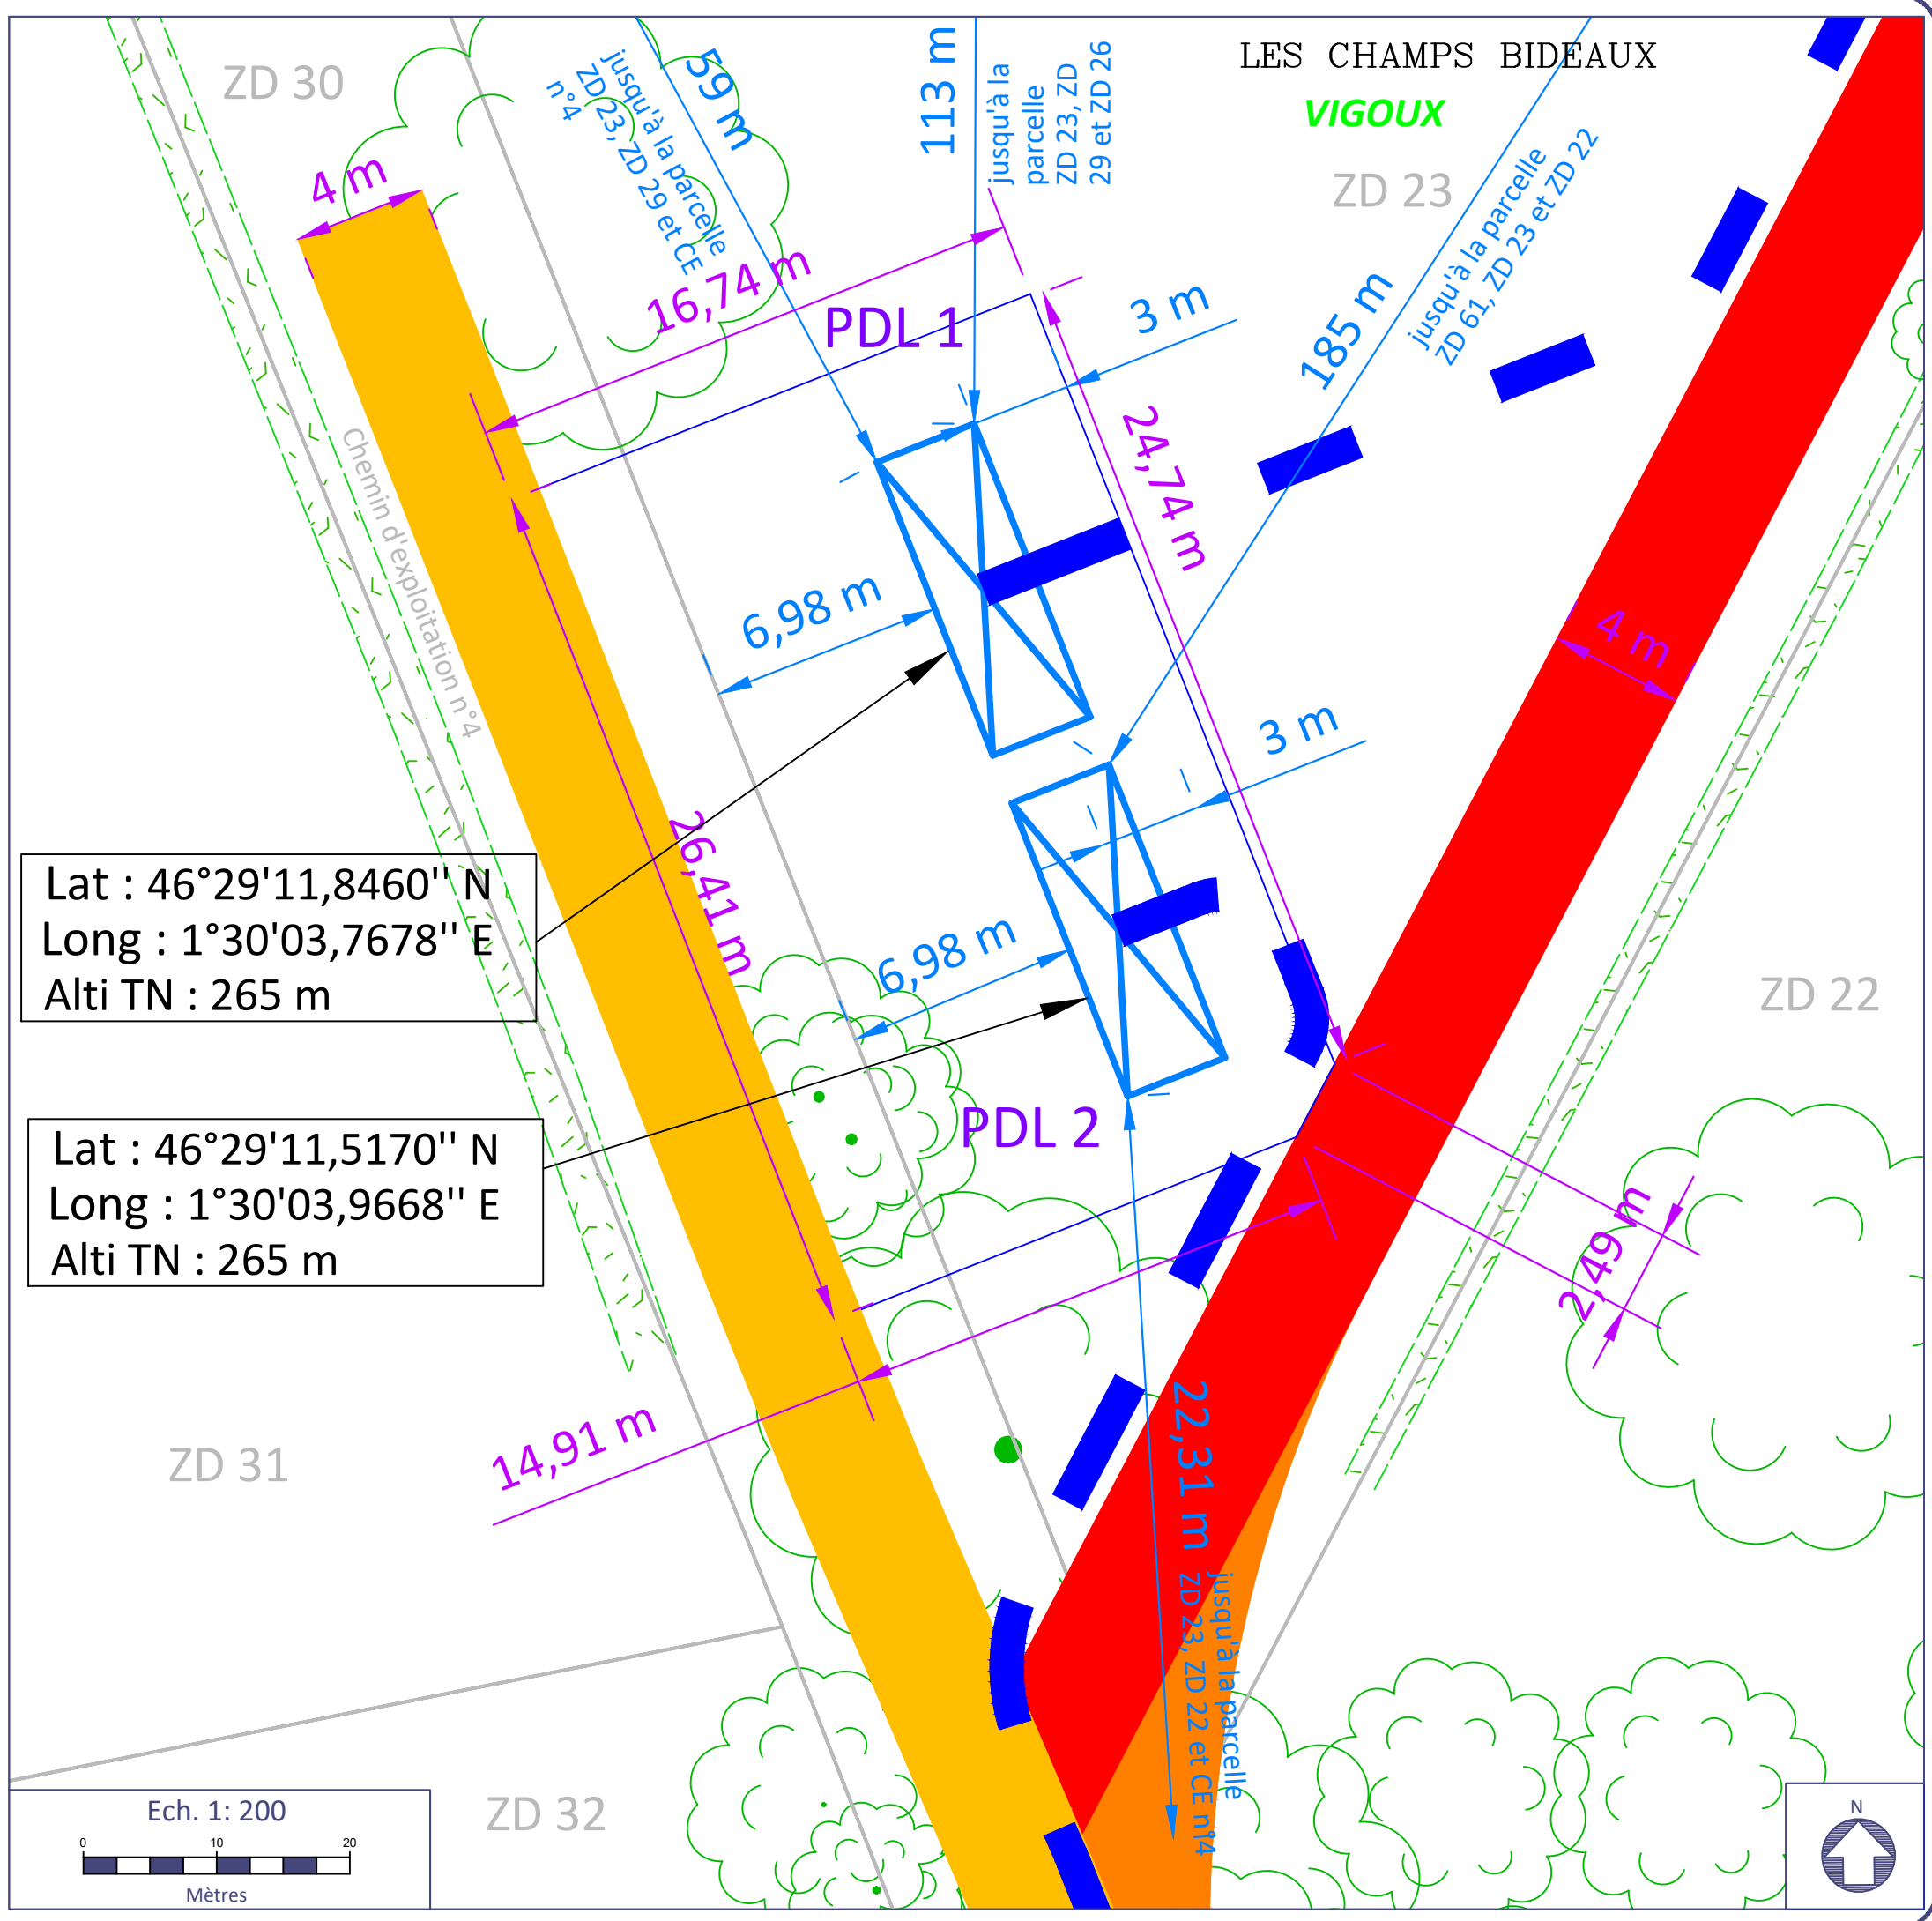 LES CHAMPS BIDEAUX
VIGOUX
ZD 30
ZD 23
59 m
jusqu'à la parcelle
ZD 23, ZD 29 et CE
n°4
113 m
jusqu'à la
parcelle
ZD 23, ZD
29 et ZD 26
185 m
jusqu'à la parcelle
ZD 61, ZD 23 et ZD 22
4 m
16,74 m
PDL 1
3 m
24,74 m
Chemin d'exploitation n°4
6,98 m
4 m
3 m
26,41 m
Lat : 46°29'11,8460'' N
Long : 1°30'03,7678'' E
Alti TN : 265 m
6,98 m
ZD 22
PDL 2
Lat : 46°29'11,5170'' N
Long : 1°30'03,9668'' E
Alti TN : 265 m
2,49 m
14,91 m
ZD 31
22,31 m
jusqu'à la parcelle
ZD 23, ZD 22 et CE n°4
ZD 32
Ech. 1: 200
0 10 20
Mètres
N